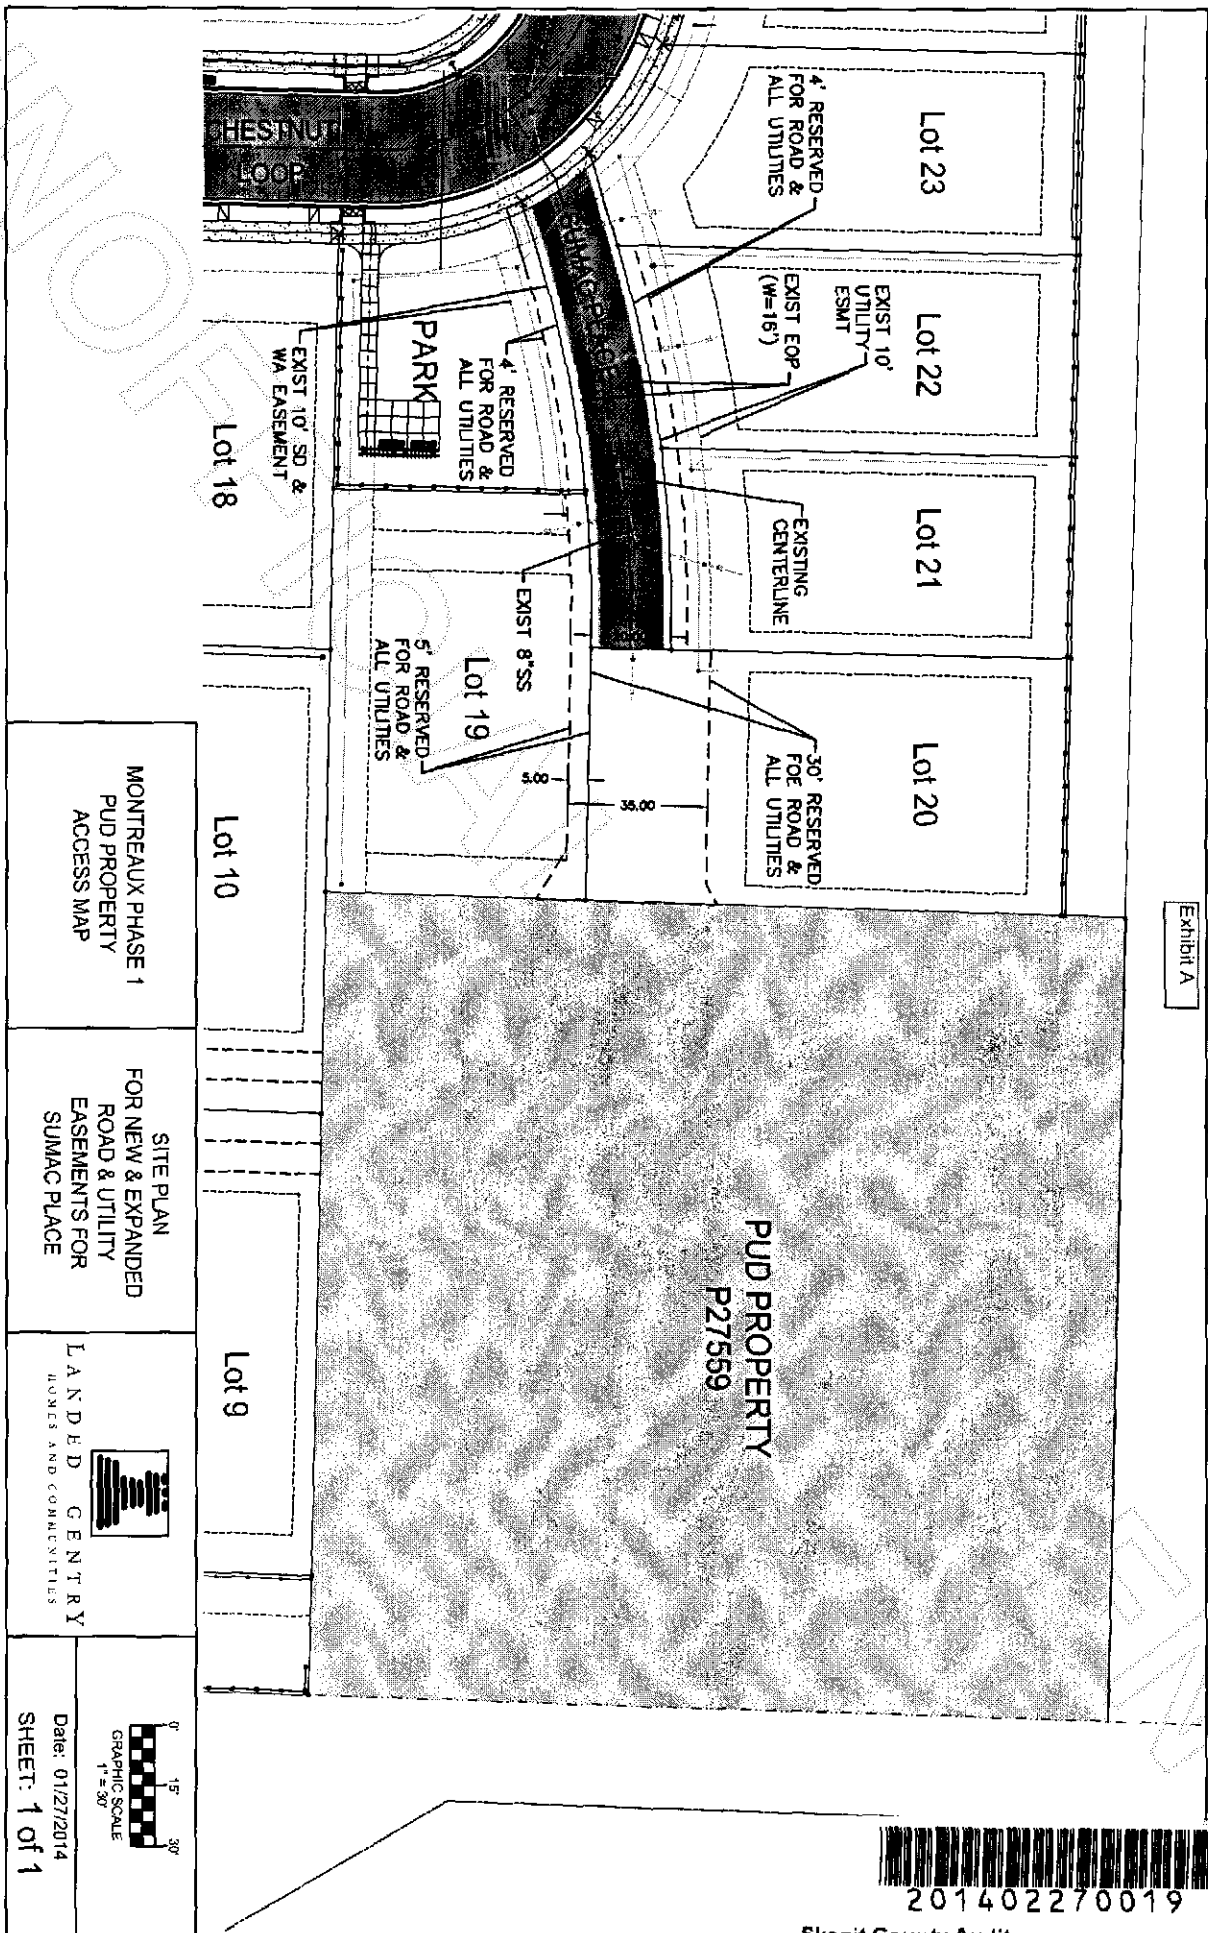 Exhibit A
Lot 23
Lot 22
Lot 21
Lot 20
4' RESERVED
FOR ROAD &
ALL UTILITIES
EXIST 10'
UTILITY
ESMT
EXIST EOP
(W=16')
EXISTING
CENTERLINE
30' RESERVED
FOE ROAD &
ALL UTILITIES
CHESTNUT
LOOP
SUMAC PLACE
PARK
4' RESERVED
FOR ROAD &
ALL UTILITIES
EXIST 10' SD &
WA EASEMENT
EXIST 8"SS
Lot 19
5' RESERVED
FOR ROAD &
ALL UTILITIES
5.00
35.00
Lot 18
Lot 10
Lot 9
PUD PROPERTY
P27559
MONTREAUX PHASE 1
PUD PROPERTY
ACCESS MAP
SITE PLAN
FOR NEW & EXPANDED
ROAD & UTILITY
EASEMENTS FOR
SUMAC PLACE
LANDED GENTRY
HOMES AND COMMUNITIES
0' 15' 30'
GRAPHIC SCALE
1" = 30'
Date: 01/27/2014
SHEET: 1 of 1
201402270019